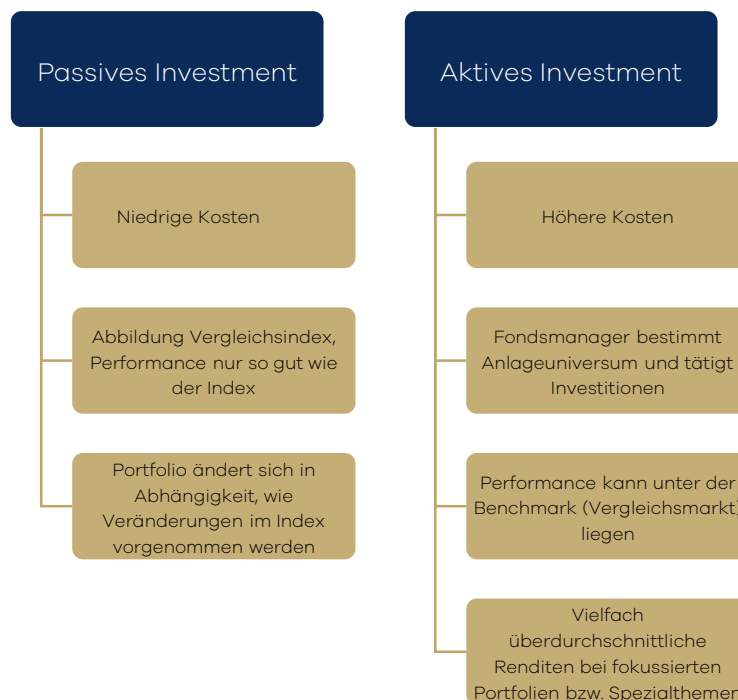 Passives Investment
Niedrige Kosten
Abbildung Vergleichsindex,
Performance nur so gut wie
der Index
Portfolio ändert sich in
Abhängigkeit, wie
Veränderungen im Index
vorgenommen werden
Aktives Investment
Höhere Kosten
Fondsmanager bestimmt
Anlageuniversum und tätigt
Investitionen
Performance kann unter der
Benchmark (Vergleichsmarkt)
liegen
Vielfach
überdurchschnittliche
Renditen bei fokussierten
Portfolien bzw. Spezialthemen